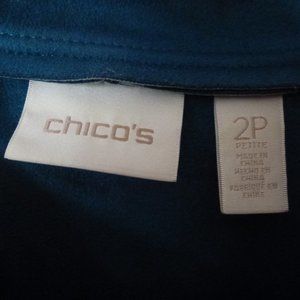 chico's
2P
PETITE
MADE IN
CHINA
HECHO EN
CHINA
FABRIQUÉ EN
CHINE